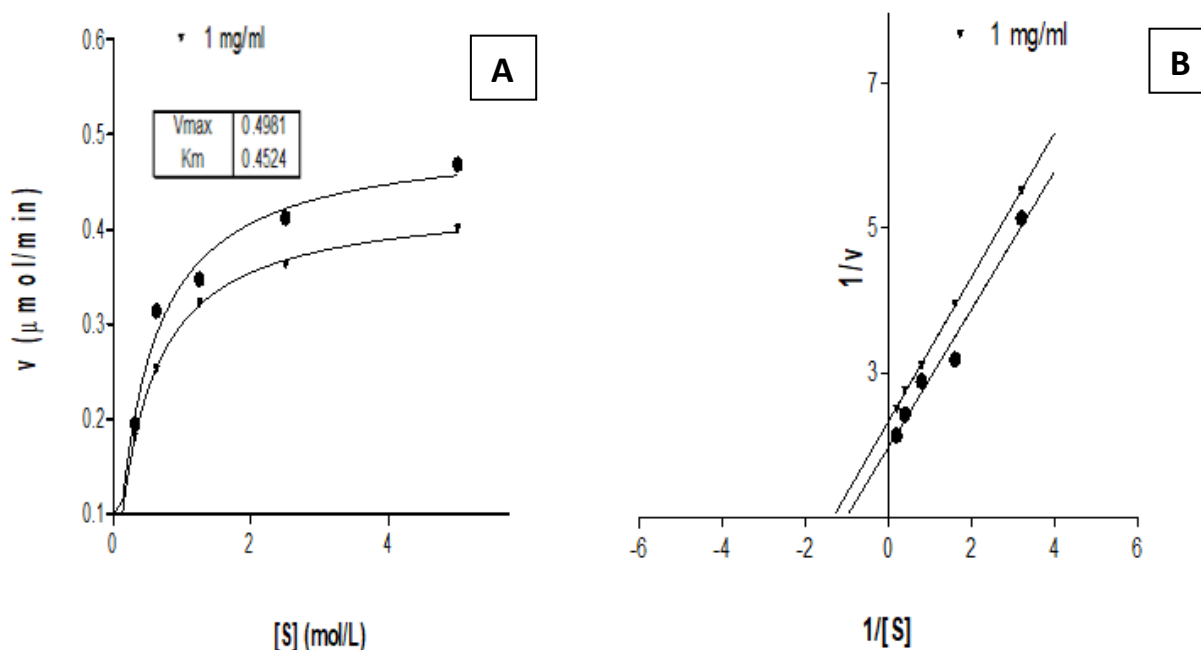 1 mg/ml
A
Vmax 0.4981
Km 0.4524
v (μmol/min)
0.6
0.5
0.4
0.3
0.2
0.1
0 2 4
[S] (mol/L)
1 mg/ml
B
1/v
7
5
3
-6 -4 -2 0 2 4 6
1/[S]